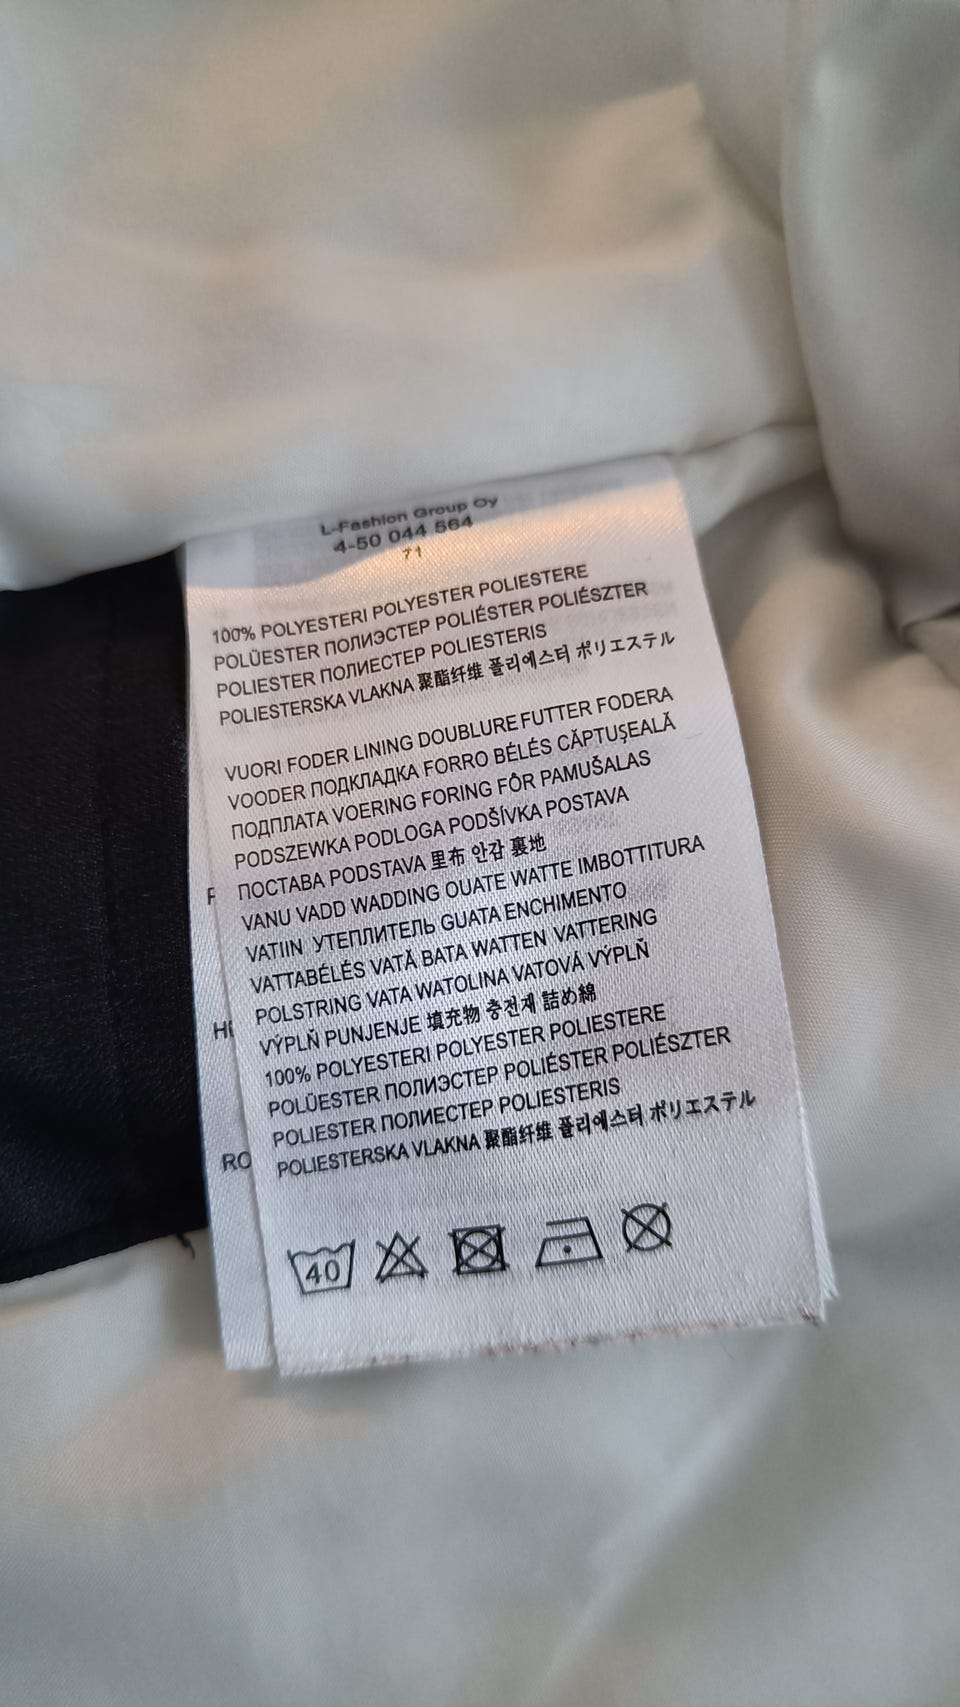 L-Fashion Group Oy
4-50 044 564
71
100% POLYESTERI POLYESTER POLIESTERE
POLÜESTER ПОЛИЭСТЕР POLIÉSTER POLIÉSZTER
POLIESTER ПОЛИЕСТЕР POLIESTERIS
POLIESTERSKA VLAKNA 聚酯纤维 폴리에스터 ポリエステル
VUORI FODER LINING DOUBLURE FUTTER FODERA
VOODER ПОДКЛАДКА FORRO BÉLÉS CĂPTUŞEALĂ
ПОДПЛАТА VOERING FORING FÔR PAMUŠALAS
PODSZEWKA PODLOGA PODŠÍVKA POSTAVA
ПОСТАВА PODSTAVA 里布 안감 裏地
VANU VADD WADDING OUATE WATTE IMBOTTITURA
VATIIN УТЕПЛИТЕЛЬ GUATA ENCHIMENTO
VATTABÉLÉS VATĂ BATA WATTEN VATTERING
POLSTRING VATA WATOLINA VATOVÁ VÝPLŇ
VÝPLŇ PUNJENJE 填充物 충전재 詰め綿
100% POLYESTERI POLYESTER POLIESTERE
POLÜESTER ПОЛИЭСТЕР POLIÉSTER POLIÉSZTER
POLIESTER ПОЛИЕСТЕР POLIESTERIS
POLIESTERSKA VLAKNA 聚酯纤维 폴리에스터 ポリエステル
40